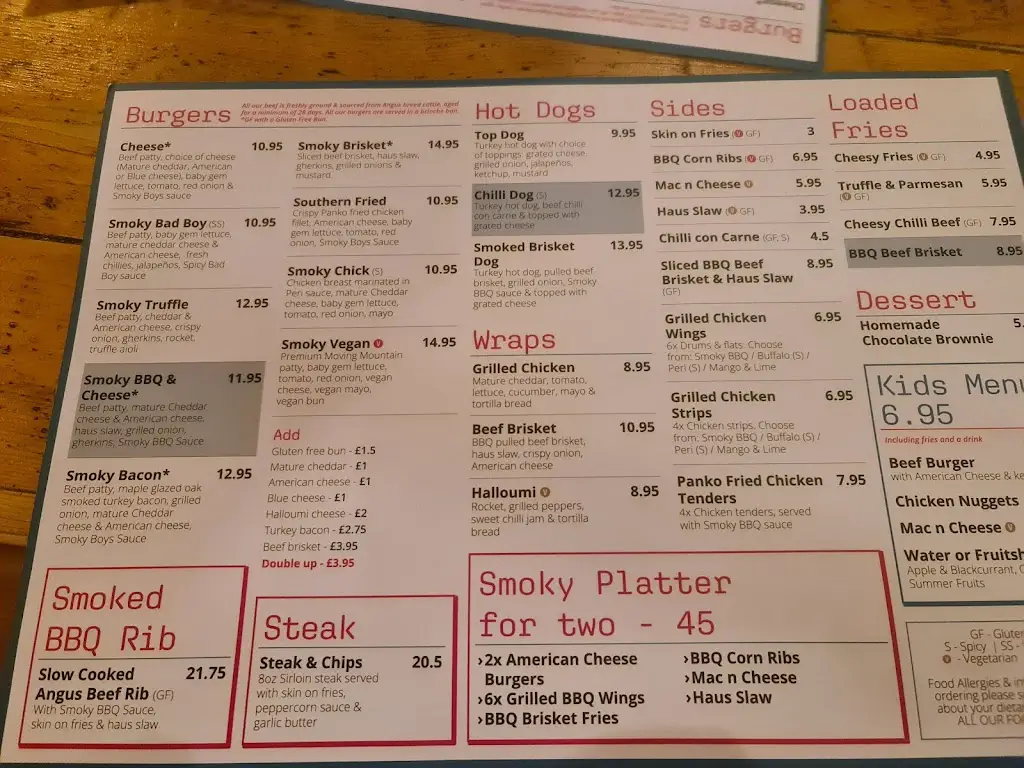 Burgers
Burgers
All our beef is freshly ground & sourced from Angus breed cattle, aged
for a minimum of 28 days. All our burgers are served in a brioche bun.
*GF with a Gluten Free Bun.
Cheese* 10.95
Beef patty, choice of cheese
(Mature cheddar, American
or Blue cheese), baby gem
lettuce, tomato, red onion &
Smoky Boys sauce
Smoky Bad Boy (SS) 10.95
Beef patty, baby gem lettuce,
mature cheddar cheese &
American cheese, fresh
chillies, jalapeños, Spicy Bad
Boy sauce
Smoky Truffle 12.95
Beef patty, cheddar &
American cheese, crispy
onion, gherkins, rocket,
truffle aioli
Smoky BBQ & 11.95
Cheese*
Beef patty, mature Cheddar
cheese & American cheese,
haus slaw, grilled onion,
gherkins, Smoky BBQ Sauce
Smoky Bacon* 12.95
Beef patty, maple glazed oak
smoked turkey bacon, grilled
onion, mature Cheddar
cheese & American cheese,
Smoky Boys Sauce
Smoky Brisket* 14.95
Sliced beef brisket, haus slaw,
gherkins, grilled onions &
mustard
Southern Fried 10.95
Crispy Panko fried chicken
fillet, American cheese, baby
gem lettuce, tomato, red
onion, Smoky Boys Sauce
Smoky Chick (S) 10.95
Chicken breast marinated in
Peri sauce, mature Cheddar
cheese, baby gem lettuce,
tomato, red onion, mayo
Smoky Vegan V 14.95
Premium Moving Mountain
patty, baby gem lettuce,
tomato, red onion, vegan
cheese, vegan mayo,
vegan bun
Add
Gluten free bun - £1.5
Mature cheddar - £1
American cheese - £1
Blue cheese - £1
Halloumi cheese - £2
Turkey bacon - £2.75
Beef brisket - £3.95
Double up - £3.95
Smoked
BBQ Rib
Slow Cooked 21.75
Angus Beef Rib (GF)
With Smoky BBQ Sauce,
skin on fries & haus slaw
Steak
Steak & Chips 20.5
8oz Sirloin steak served
with skin on fries,
peppercorn sauce &
garlic butter
Hot Dogs
Top Dog 9.95
Turkey hot dog with choice
of toppings: grated cheese,
grilled onion, jalapeños,
ketchup, mustard
Chilli Dog (S) 12.95
Turkey hot dog, beef chilli
con carne & topped with
grated cheese
Smoked Brisket 13.95
Dog
Turkey hot dog, pulled beef
brisket, grilled onion, Smoky
BBQ sauce & topped with
grated cheese
Wraps
Grilled Chicken 8.95
Mature cheddar, tomato,
lettuce, cucumber, mayo &
tortilla bread
Beef Brisket 10.95
BBQ pulled beef brisket,
haus slaw, crispy onion,
American cheese
Halloumi V 8.95
Rocket, grilled peppers,
sweet chilli jam & tortilla
bread
Sides
Skin on Fries (V GF) 3
BBQ Corn Ribs (V GF) 6.95
Mac n Cheese V 5.95
Haus Slaw (V GF) 3.95
Chilli con Carne (GF, S) 4.5
Sliced BBQ Beef 8.95
Brisket & Haus Slaw
(GF)
Grilled Chicken 6.95
Wings
6x Drums & flats. Choose
from: Smoky BBQ / Buffalo (S) /
Peri (S) / Mango & Lime
Grilled Chicken 6.95
Strips
4x Chicken strips. Choose
from: Smoky BBQ / Buffalo (S) /
Peri (S) / Mango & Lime
Panko Fried Chicken 7.95
Tenders
4x Chicken tenders, served
with Smoky BBQ sauce
Smoky Platter
for two - 45
›2x American Cheese
Burgers
›6x Grilled BBQ Wings
›BBQ Brisket Fries
›BBQ Corn Ribs
›Mac n Cheese
›Haus Slaw
Loaded
Fries
Cheesy Fries (V GF) 4.95
Truffle & Parmesan 5.95
(V GF)
Cheesy Chilli Beef (GF) 7.95
BBQ Beef Brisket 8.95
Dessert
Homemade 5.
Chocolate Brownie
Kids Menu
6.95
Including fries and a drink
Beef Burger
with American Cheese & ke
Chicken Nuggets
Mac n Cheese V
Water or Fruitsh
Apple & Blackcurrant, O
Summer Fruits
GF - Gluten
S - Spicy | SS -
V - Vegetarian
Food Allergies & in
ordering please s
about your dieta
ALL OUR FO